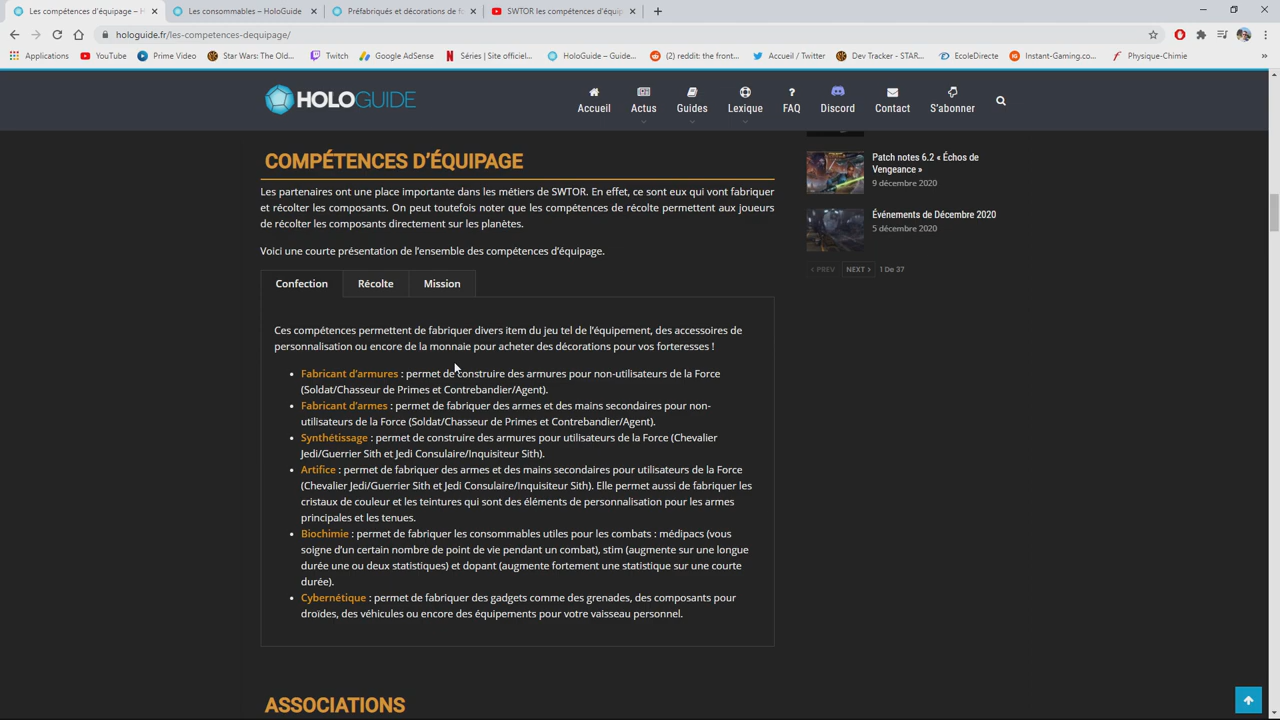 Les compétences d'équipage – H
Les consommables – HoloGuide
Préfabriqués et décorations de fo
SWTOR les compétences d'équip
hologuide.fr/les-competences-dequipage/
Applications
YouTube
Prime Video
Star Wars: The Old...
Twitch
Google AdSense
Séries | Site officiel...
HoloGuide – Guide...
(2) reddit: the front...
Accueil / Twitter
Dev Tracker - STAR...
EcoleDirecte
Instant-Gaming.co...
Physique-Chimie
HOLOGUIDE
Accueil
Actus
Guides
Lexique
FAQ
Discord
Contact
S'abonner
COMPÉTENCES D'ÉQUIPAGE
Les partenaires ont une place importante dans les métiers de SWTOR. En effet, ce sont eux qui vont fabriquer
et récolter les composants. On peut toutefois noter que les compétences de récolte permettent aux joueurs
de récolter les composants directement sur les planètes.
Voici une courte présentation de l'ensemble des compétences d'équipage.
Confection
Récolte
Mission
Ces compétences permettent de fabriquer divers item du jeu tel de l'équipement, des accessoires de
personnalisation ou encore de la monnaie pour acheter des décorations pour vos forteresses !
• Fabricant d'armures : permet de construire des armures pour non-utilisateurs de la Force
(Soldat/Chasseur de Primes et Contrebandier/Agent).
• Fabricant d'armes : permet de fabriquer des armes et des mains secondaires pour non-
utilisateurs de la Force (Soldat/Chasseur de Primes et Contrebandier/Agent).
• Synthétissage : permet de construire des armures pour utilisateurs de la Force (Chevalier
Jedi/Guerrier Sith et Jedi Consulaire/Inquisiteur Sith).
• Artifice : permet de fabriquer des armes et des mains secondaires pour utilisateurs de la Force
(Chevalier Jedi/Guerrier Sith et Jedi Consulaire/Inquisiteur Sith). Elle permet aussi de fabriquer les
cristaux de couleur et les teintures qui sont des éléments de personnalisation pour les armes
principales et les tenues.
• Biochimie : permet de fabriquer les consommables utiles pour les combats : médipacs (vous
soigne d'un certain nombre de point de vie pendant un combat), stim (augmente sur une longue
durée une ou deux statistiques) et dopant (augmente fortement une statistique sur une courte
durée).
• Cybernétique : permet de fabriquer des gadgets comme des grenades, des composants pour
droïdes, des véhicules ou encore des équipements pour votre vaisseau personnel.
ASSOCIATIONS
Patch notes 6.2 « Échos de
Vengeance »
9 décembre 2020
Événements de Décembre 2020
5 décembre 2020
PREV
NEXT
1 De 37